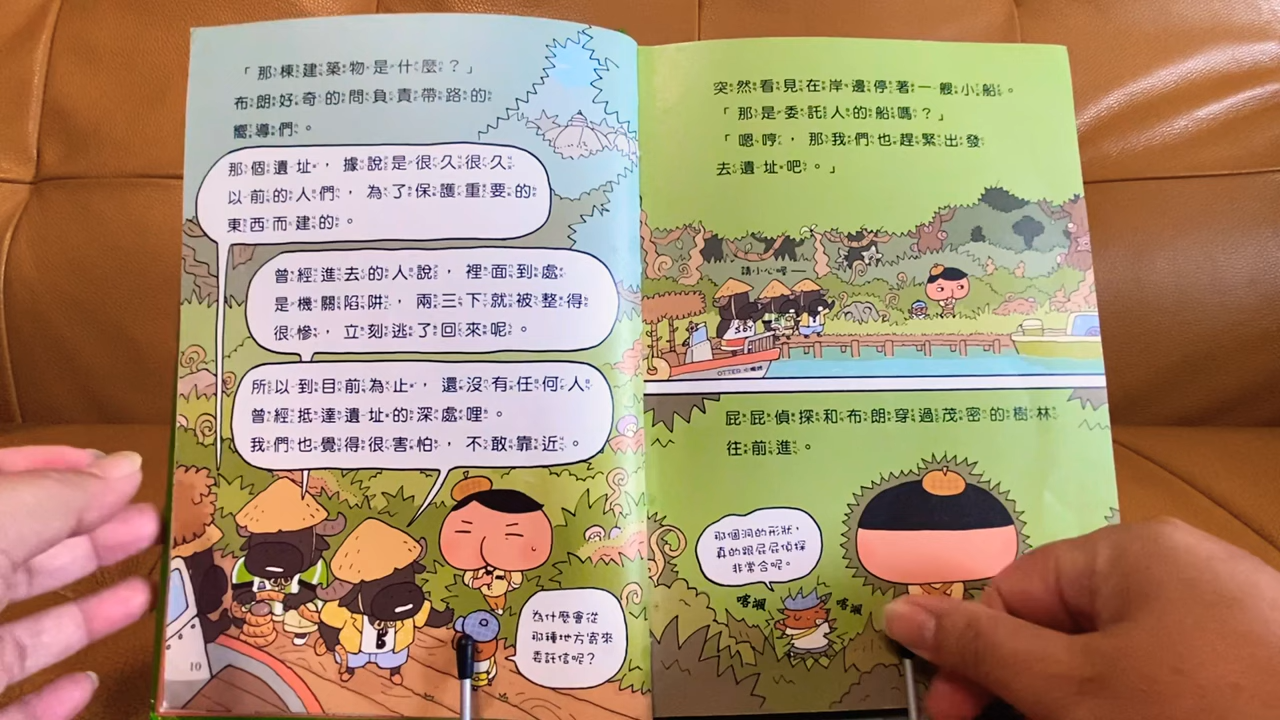 「那棟建築物是什麼？」
布朗好奇的問負責帶路的
嚮導們。
那個遺址，據說是很久很久
以前的人們，為了保護重要的
東西而建的。
曾經進去的人說，裡面到處
是機關陷阱，兩三下就被整得
很慘，立刻逃了回來呢。
所以到目前為止，還沒有任何人
曾經抵達遺址的深處哩。
我們也覺得很害怕，不敢靠近。
為什麼會從
那種地方寄來
委託信呢？
10
突然看見在岸邊停著一艘小船。
「那是委託人的船嗎？」
「嗯哼，那我們也趕緊出發
去遺址吧。」
請小心喔——
OTTER
屁屁偵探和布朗穿過茂密的樹林
往前進。
那個洞的形狀，
真的跟屁屁偵探
非常合呢。
喀颯
喀颯